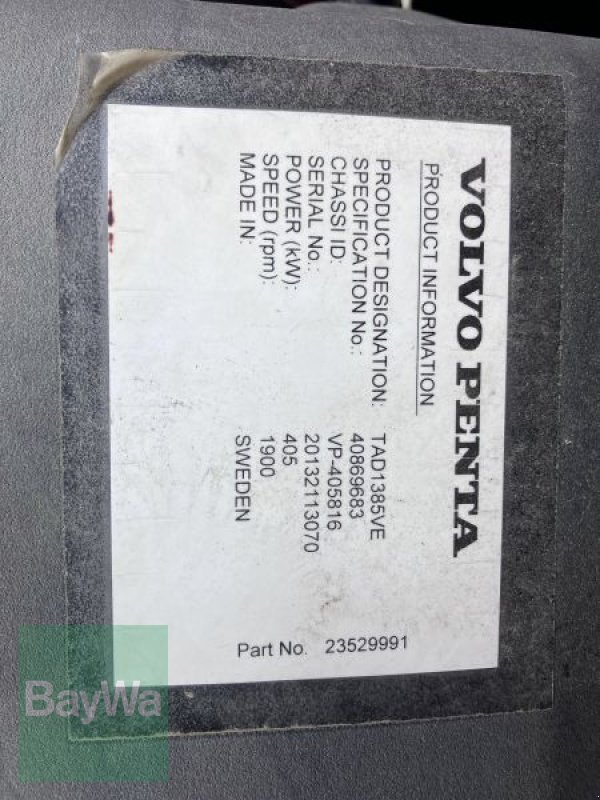 VOLVO PENTA
PRODUCT INFORMATION
PRODUCT DESIGNATION: TAD1385VE
SPECIFICATION No.: 40869683
CHASSI ID: VP-405816
SERIAL No.: 20132113070
POWER (kW): 405
SPEED (rpm): 1900
MADE IN: SWEDEN
Part No. 23529991
BayWa